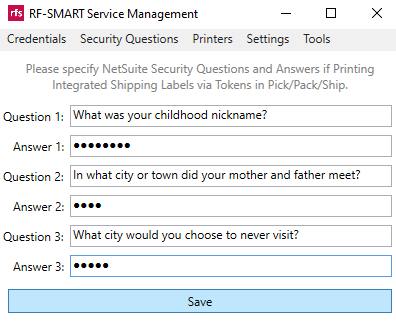 rfs RF-SMART Service Management
Credentials Security Questions Printers Settings Tools
Please specify NetSuite Security Questions and Answers if Printing
Integrated Shipping Labels via Tokens in Pick/Pack/Ship.
Question 1: What was your childhood nickname?
Answer 1: ●●●●●●●●
Question 2: In what city or town did your mother and father meet?
Answer 2: ●●●●
Question 3: What city would you choose to never visit?
Answer 3: ●●●●●
Save